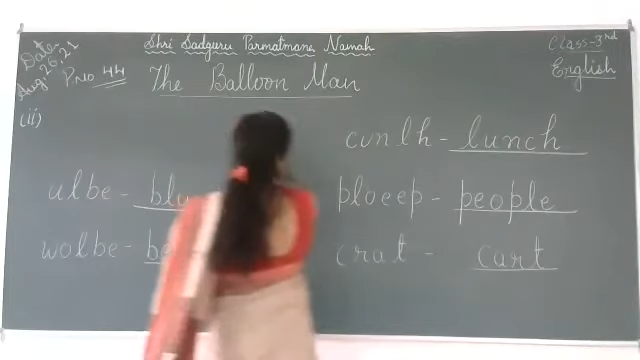 Date Shri Sadguru Parmatmane Namah Class-3rd
Aug 26, 21 P.No 44 The Balloon Man English
(ii)
cvnlh - lunch
ulbe - blu ploeep - people
wolbe - be crat - cart